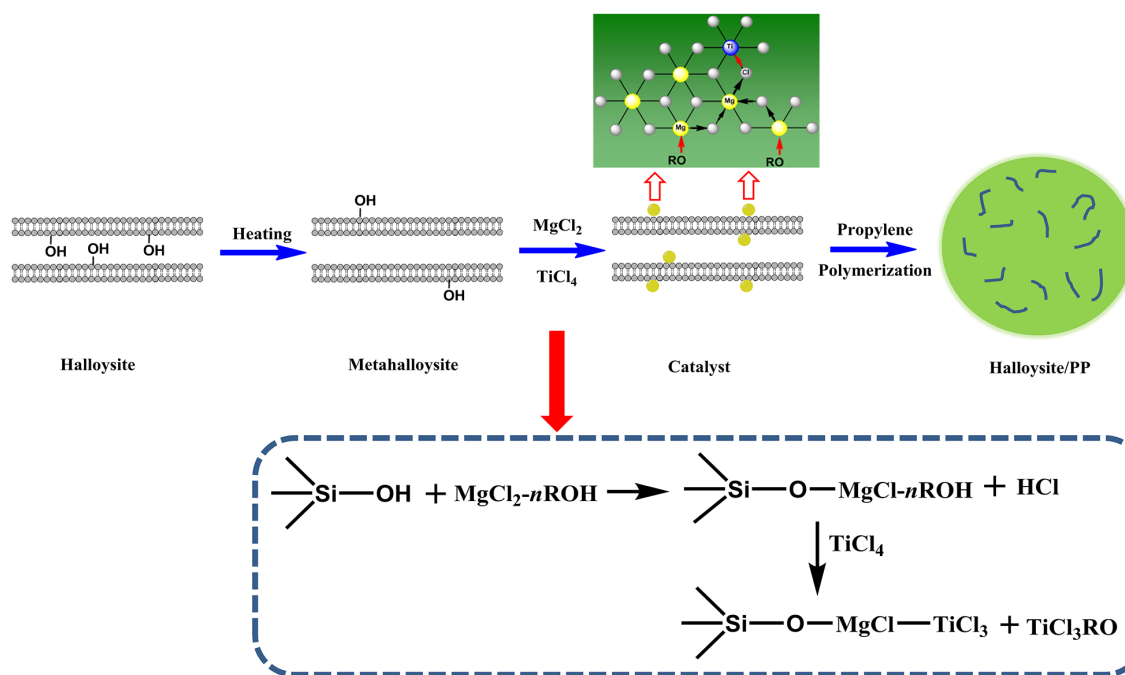 Ti
Cl
Mg
Mg
RO
RO
OH
OH
OH
OH
Heating
OH
OH
MgCl₂
TiCl₄
Propylene
Polymerization
Halloysite
Metahalloysite
Catalyst
Halloysite/PP
Si—OH + MgCl₂-nROH → Si—O—MgCl-nROH + HCl
TiCl₄
Si—O—MgCl—TiCl₃ + TiCl₃RO